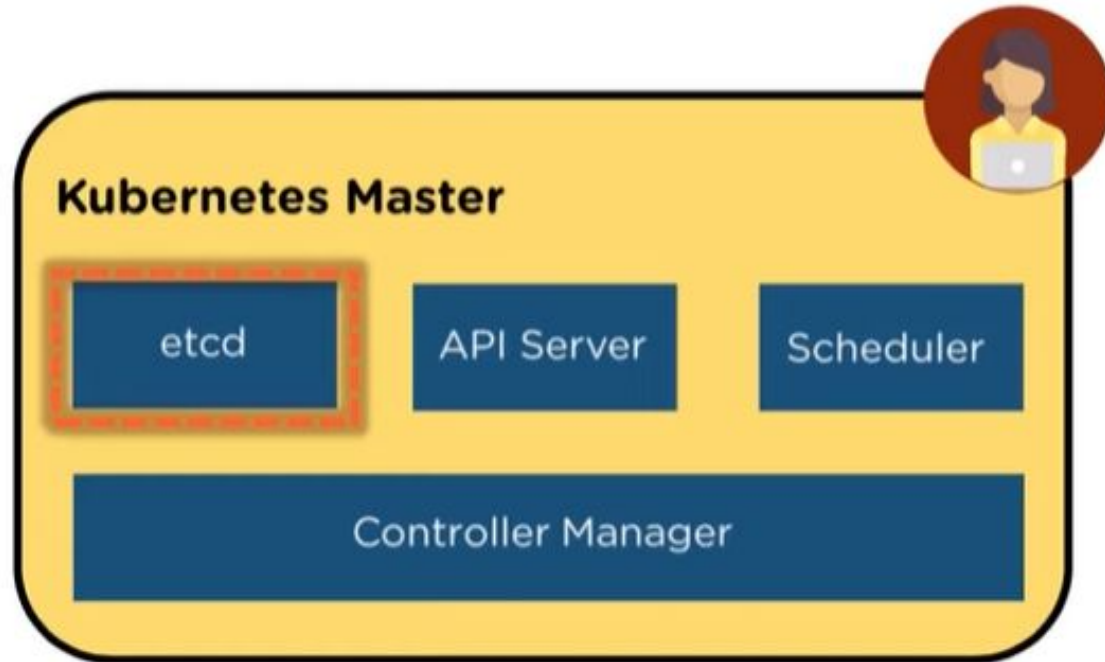 Kubernetes Master
etcd
API Server
Scheduler
Controller Manager